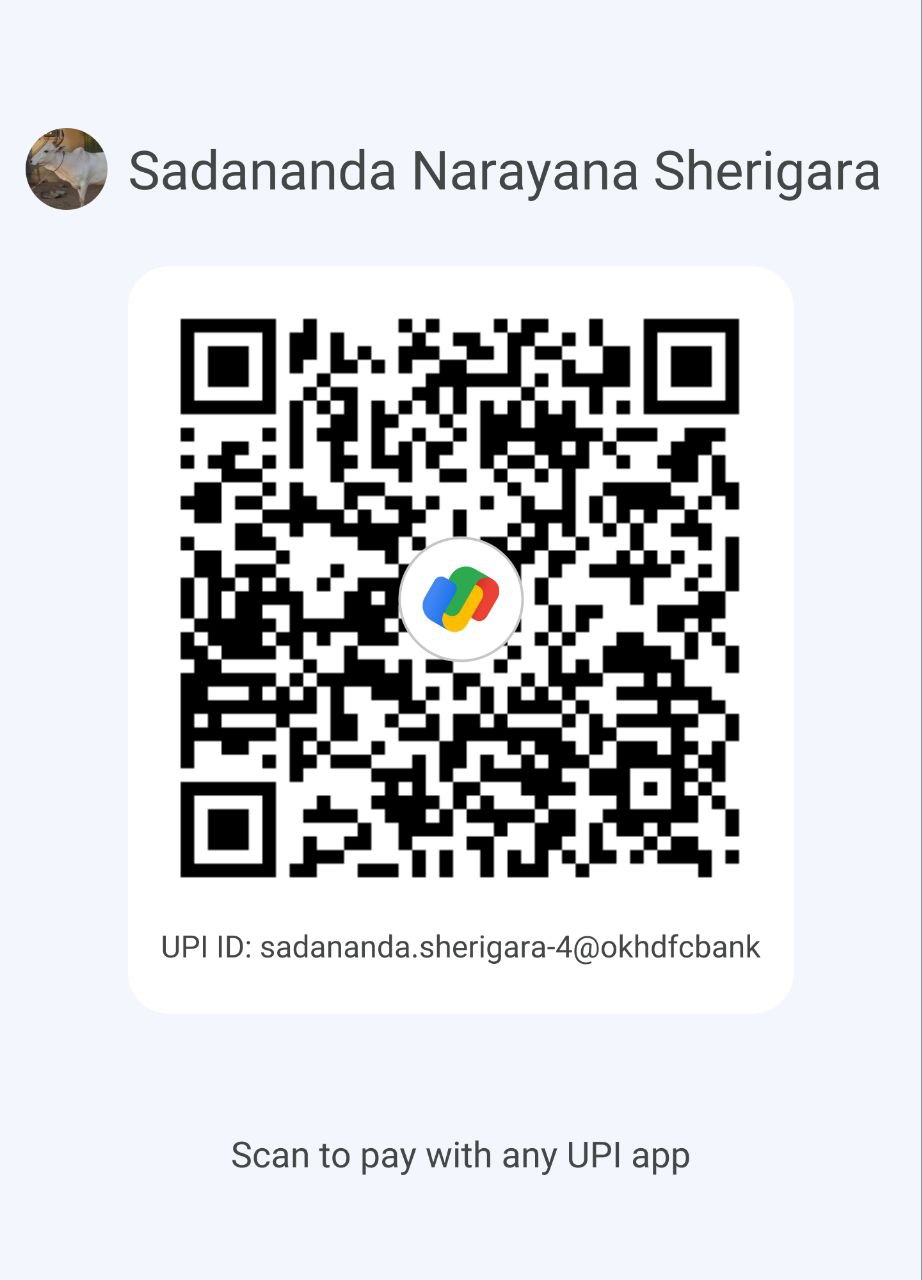 Sadananda Narayana Sherigara
UPI ID: sadananda.sherigara-4@okhdfcbank
Scan to pay with any UPI app